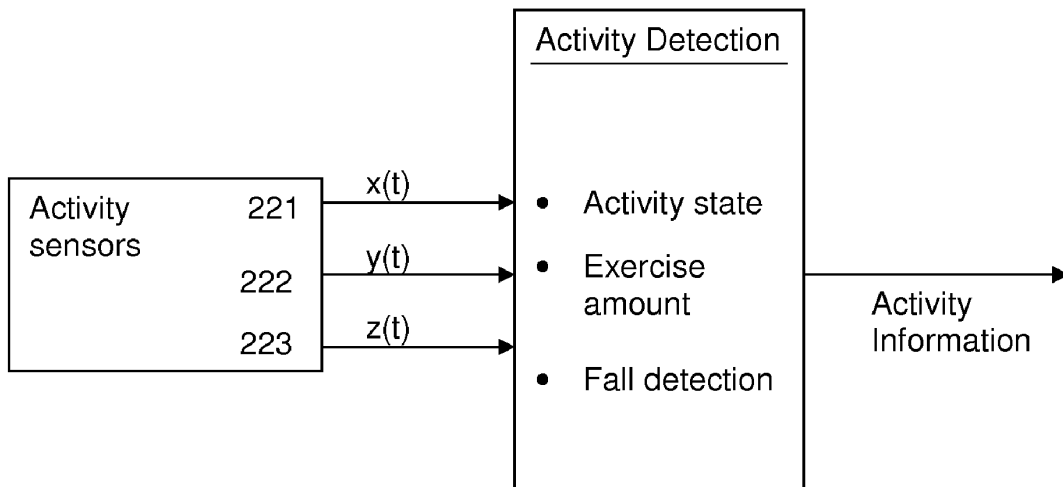 Activity Detection
Activity
sensors
221
222
223
x(t)
y(t)
z(t)
• Activity state
• Exercise
amount
• Fall detection
Activity
Information